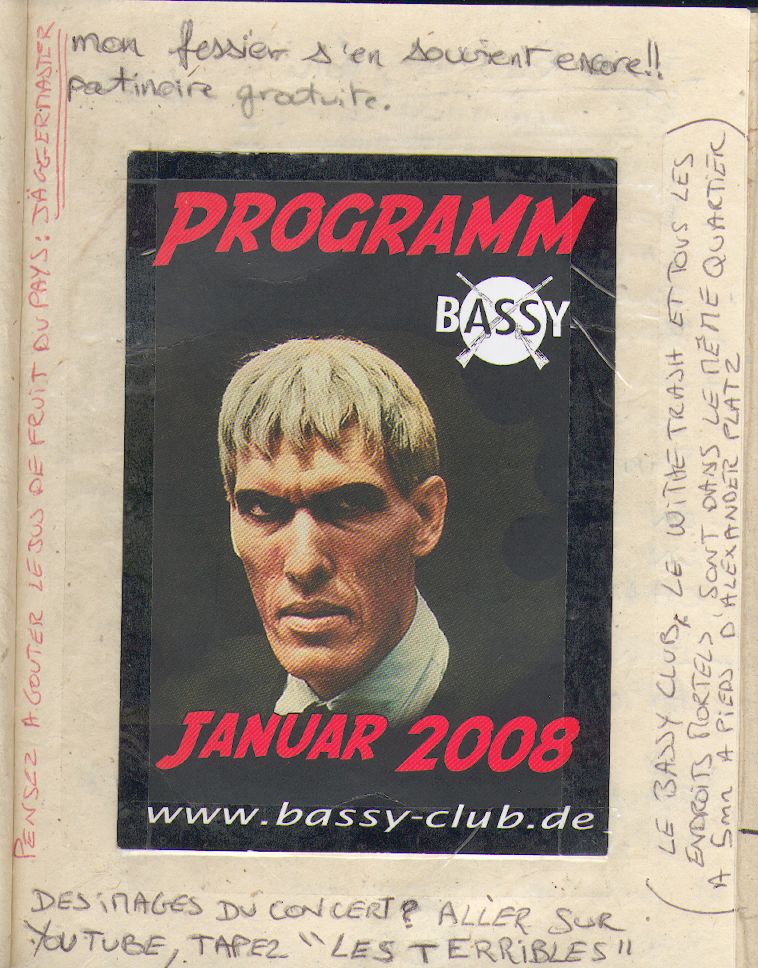 mon fessier s'en souvient encore!!
patinoire gratuite.
PENSEZ A GOUTER LE JUS DE FRUIT DU PAYS: JÄGGERMASTER
PROGRAMM
BASSY
JANUAR 2008
www.bassy-club.de
(LE BASSY CLUB, LE WITHE TRASH ET TOUS LES
ENDROITS MORTELS SONT DANS LE MÊME QUARTIER
A 5mn A PIEDS D'ALEXANDER PLATZ)
DES IMAGES DU CONCERT? ALLER SUR
YOUTUBE, TAPEZ "LES TERRIBLES"